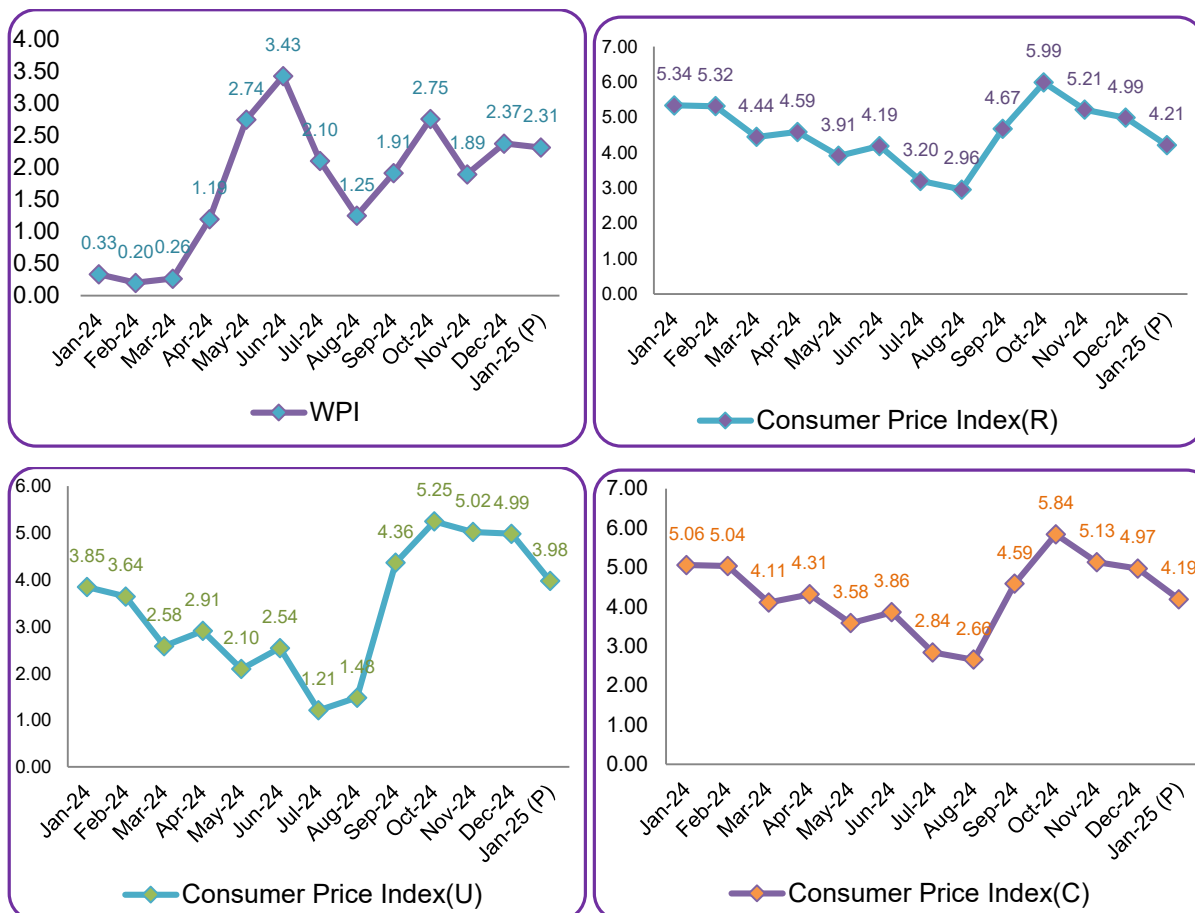 4.00
3.50
3.00
2.50
2.00
1.50
1.00
0.50
0.00
0.33
0.20
0.26
1.19
2.74
3.43
2.10
1.25
1.91
2.75
1.89
2.37
2.31
Jan-24
Feb-24
Mar-24
Apr-24
May-24
Jun-24
Jul-24
Aug-24
Sep-24
Oct-24
Nov-24
Dec-24
Jan-25 (P)
WPI
7.00
6.00
5.00
4.00
3.00
2.00
1.00
0.00
5.34
5.32
4.44
4.59
3.91
4.19
3.20
2.96
4.67
5.99
5.21
4.99
4.21
Jan-24
Feb-24
Mar-24
Apr-24
May-24
Jun-24
Jul-24
Aug-24
Sep-24
Oct-24
Nov-24
Dec-24
Jan-25 (P)
Consumer Price Index(R)
6.00
5.00
4.00
3.00
2.00
1.00
0.00
3.85
3.64
2.58
2.91
2.10
2.54
1.21
4.36
5.25
5.02
4.99
3.98
Jan-24
Feb-24
Mar-24
Apr-24
May-24
Jun-24
Jul-24
Aug-24
Sep-24
Oct-24
Nov-24
Dec-24
Jan-25 (P)
Consumer Price Index(U)
7.00
6.00
5.00
4.00
3.00
2.00
1.00
0.00
5.06
5.04
4.11
4.31
3.58
3.86
2.84
2.66
4.59
5.84
5.13
4.97
4.19
Jan-24
Feb-24
Mar-24
Apr-24
May-24
Jun-24
Jul-24
Aug-24
Sep-24
Oct-24
Nov-24
Dec-24
Jan-25 (P)
Consumer Price Index(C)